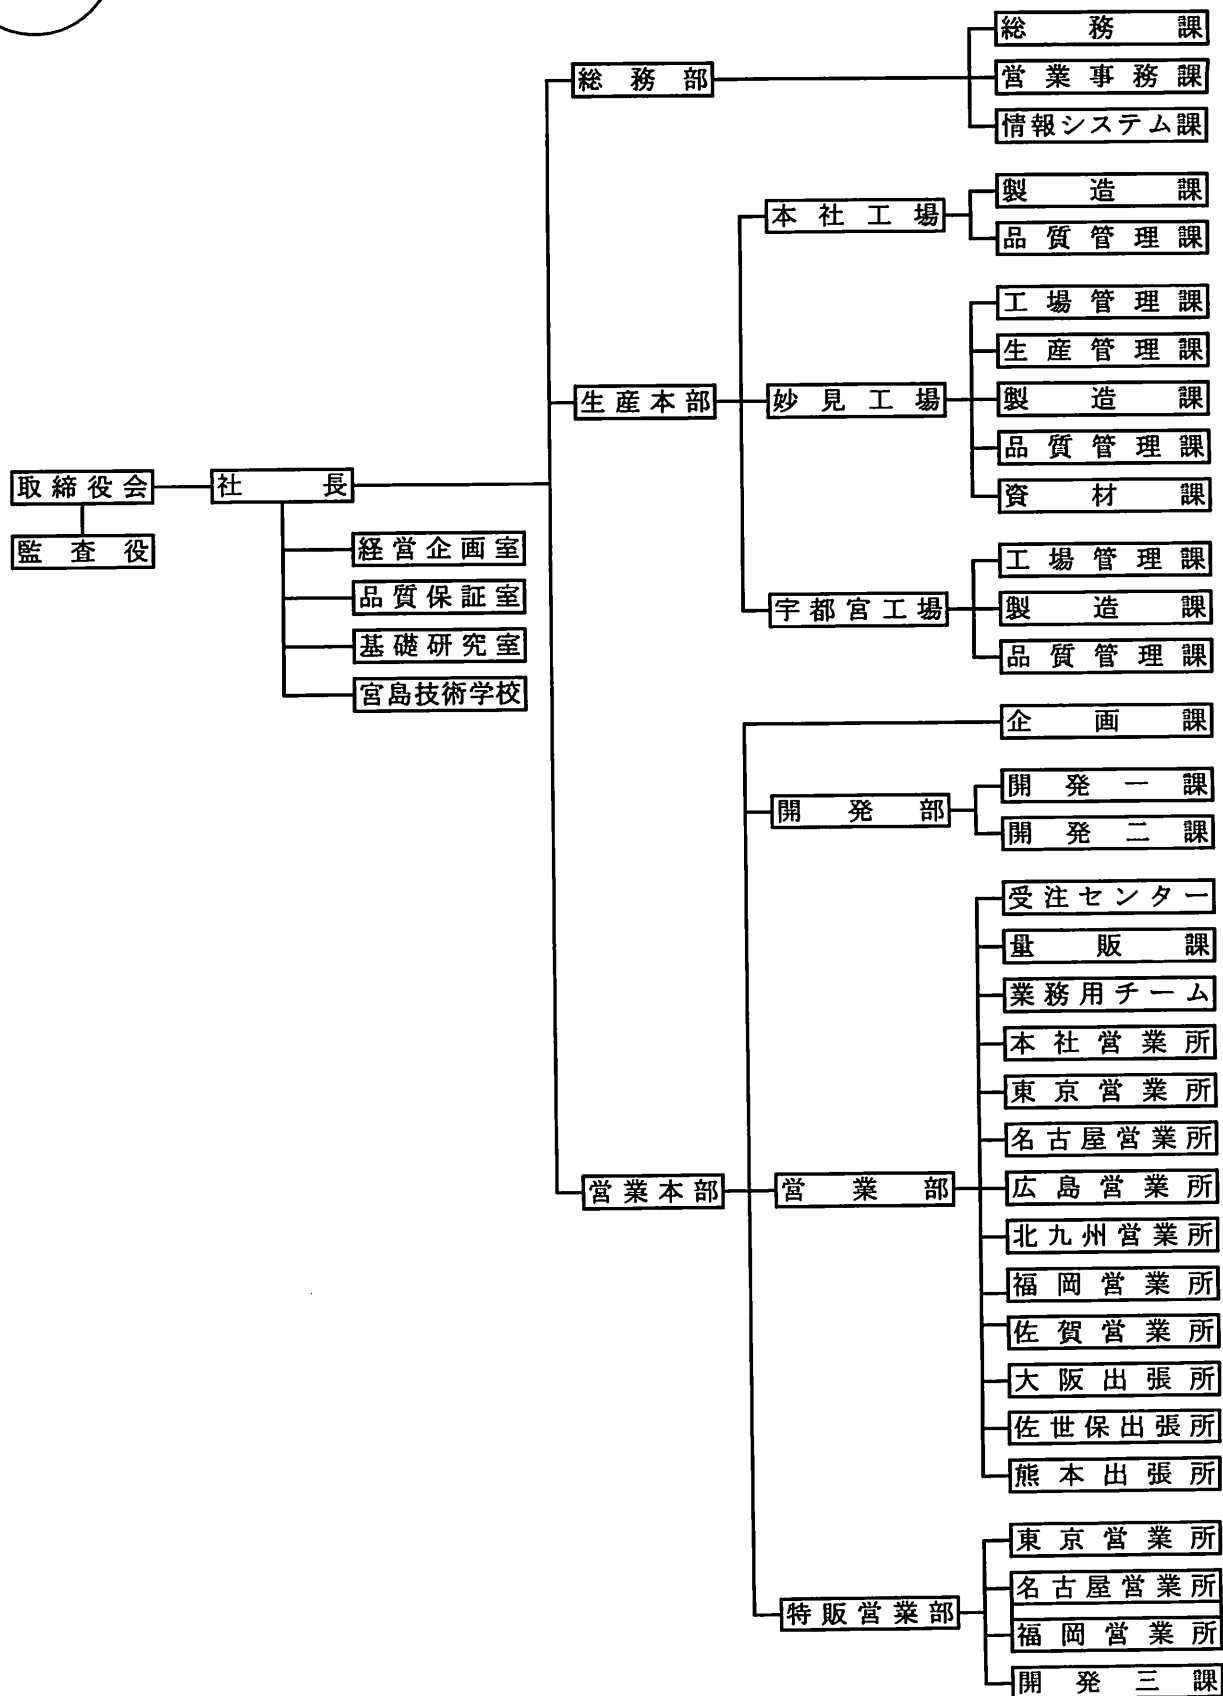 取締役会
監査役
社長
経営企画室
品質保証室
基礎研究室
宮島技術学校
総務部
総務課
営業事務課
情報システム課
生産本部
本社工場
製造課
品質管理課
妙見工場
工場管理課
生産管理課
製造課
品質管理課
資材課
宇都宮工場
工場管理課
製造課
品質管理課
営業本部
企画課
開発部
開発一課
開発二課
営業部
受注センター
量販課
業務用チーム
本社営業所
東京営業所
名古屋営業所
広島営業所
北九州営業所
福岡営業所
佐賀営業所
大阪出張所
佐世保出張所
熊本出張所
特販営業部
東京営業所
名古屋営業所
福岡営業所
開発三課